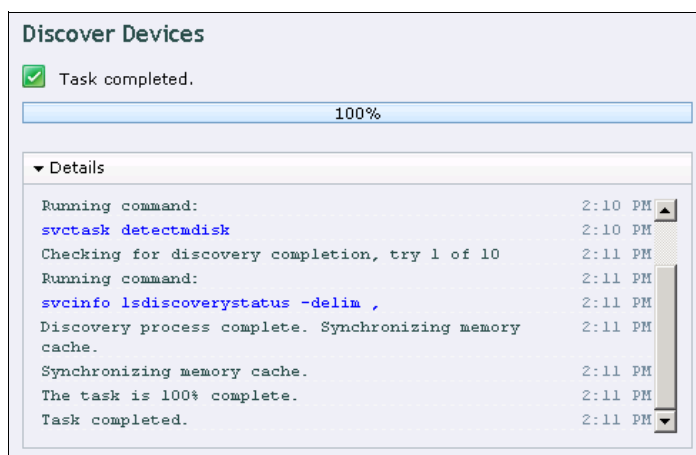 Discover Devices
Task completed.
100%
Details
Running command: 2:10 PM
svctask detectmdisk 2:10 PM
Checking for discovery completion, try 1 of 10 2:11 PM
Running command: 2:11 PM
svcinfo lsdiscoverystatus -delim , 2:11 PM
Discovery process complete. Synchronizing memory 2:11 PM
cache.
Synchronizing memory cache. 2:11 PM
The task is 100% complete. 2:11 PM
Task completed. 2:11 PM